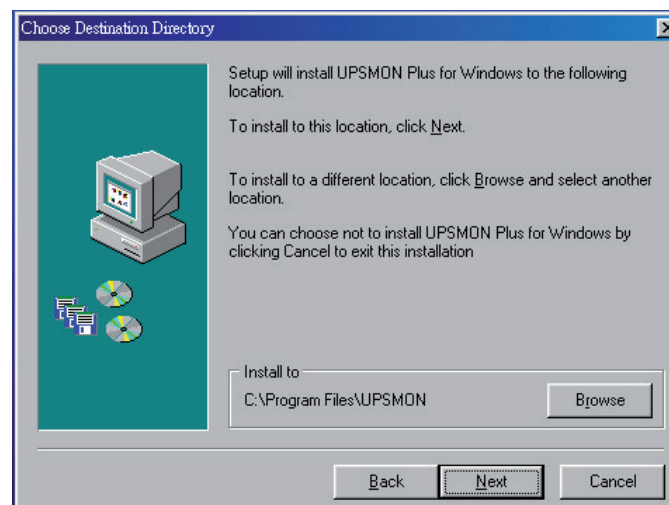 Choose Destination Directory
Setup will install UPSMON Plus for Windows to the following
location.
To install to this location, click Next.
To install to a different location, click Browse and select another
location.
You can choose not to install UPSMON Plus for Windows by
clicking Cancel to exit this installation
Install to
C:\Program Files\UPSMON
Browse
Back
Next
Cancel